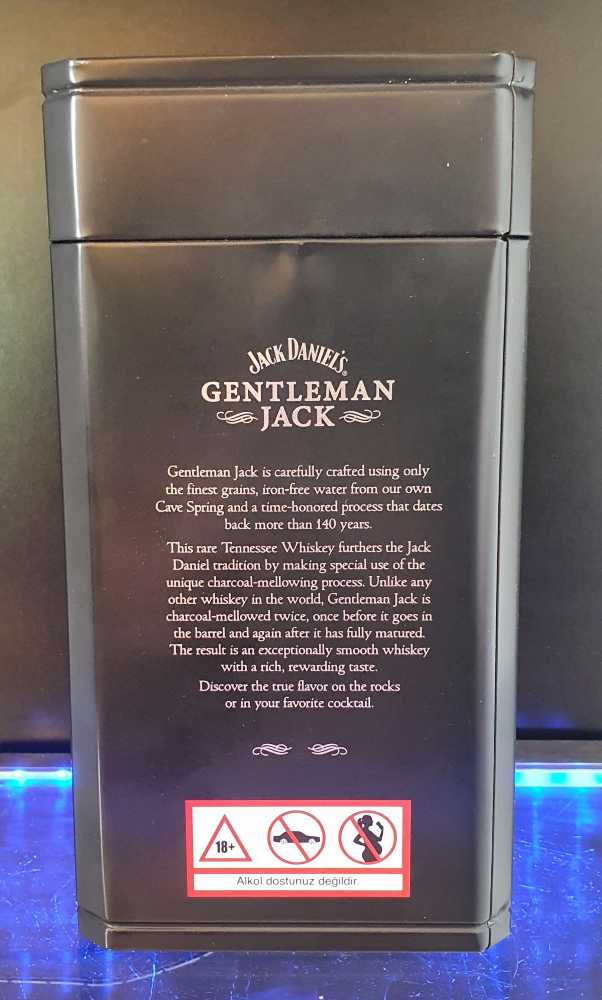 JACK DANIEL'S
GENTLEMAN
JACK
Gentleman Jack is carefully crafted using only
the finest grains, iron-free water from our own
Cave Spring and a time-honored process that dates
back more than 140 years.
This rare Tennessee Whiskey furthers the Jack
Daniel tradition by making special use of the
unique charcoal-mellowing process. Unlike any
other whiskey in the world, Gentleman Jack is
charcoal-mellowed twice, once before it goes in
the barrel and again after it has fully matured.
The result is an exceptionally smooth whiskey
with a rich, rewarding taste.
Discover the true flavor on the rocks
or in your favorite cocktail.
18+
Alkol dostunuz değildir.